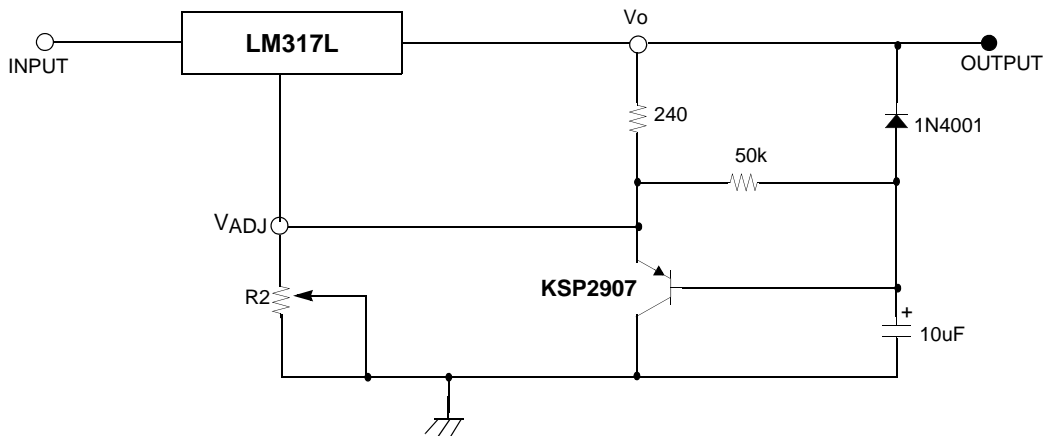 Vo
LM317L
INPUT
OUTPUT
240
1N4001
50k
VADJ
KSP2907
R2
+
10uF